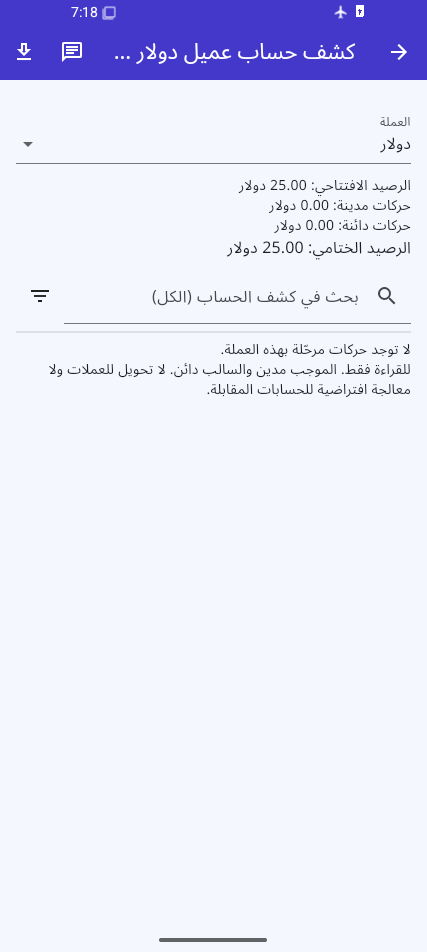 7:18
كشف حساب عميل دولار ...
العملة
دولار
الرصيد الافتتاحي: 25.00 دولار
حركات مدينة: 0.00 دولار
حركات دائنة: 0.00 دولار
الرصيد الختامي: 25.00 دولار
بحث في كشف الحساب (الكل)
لا توجد حركات مرحّلة بهذه العملة.
للقراءة فقط. الموجب مدين والسالب دائن. لا تحويل للعملات ولا
معالجة افتراضية للحسابات المقابلة.